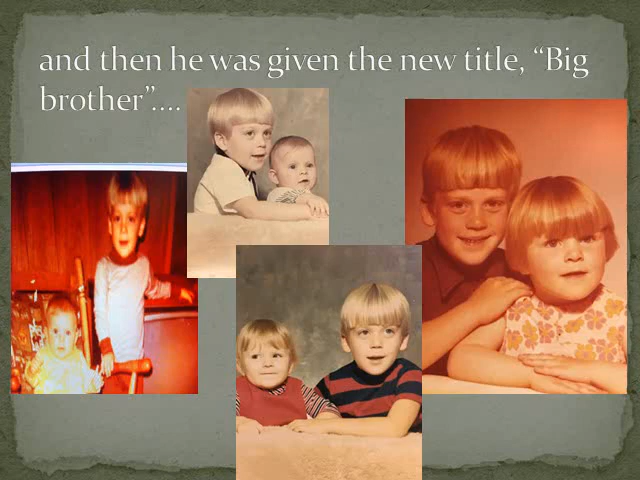 and then he was given the new title, “Big
brother”….